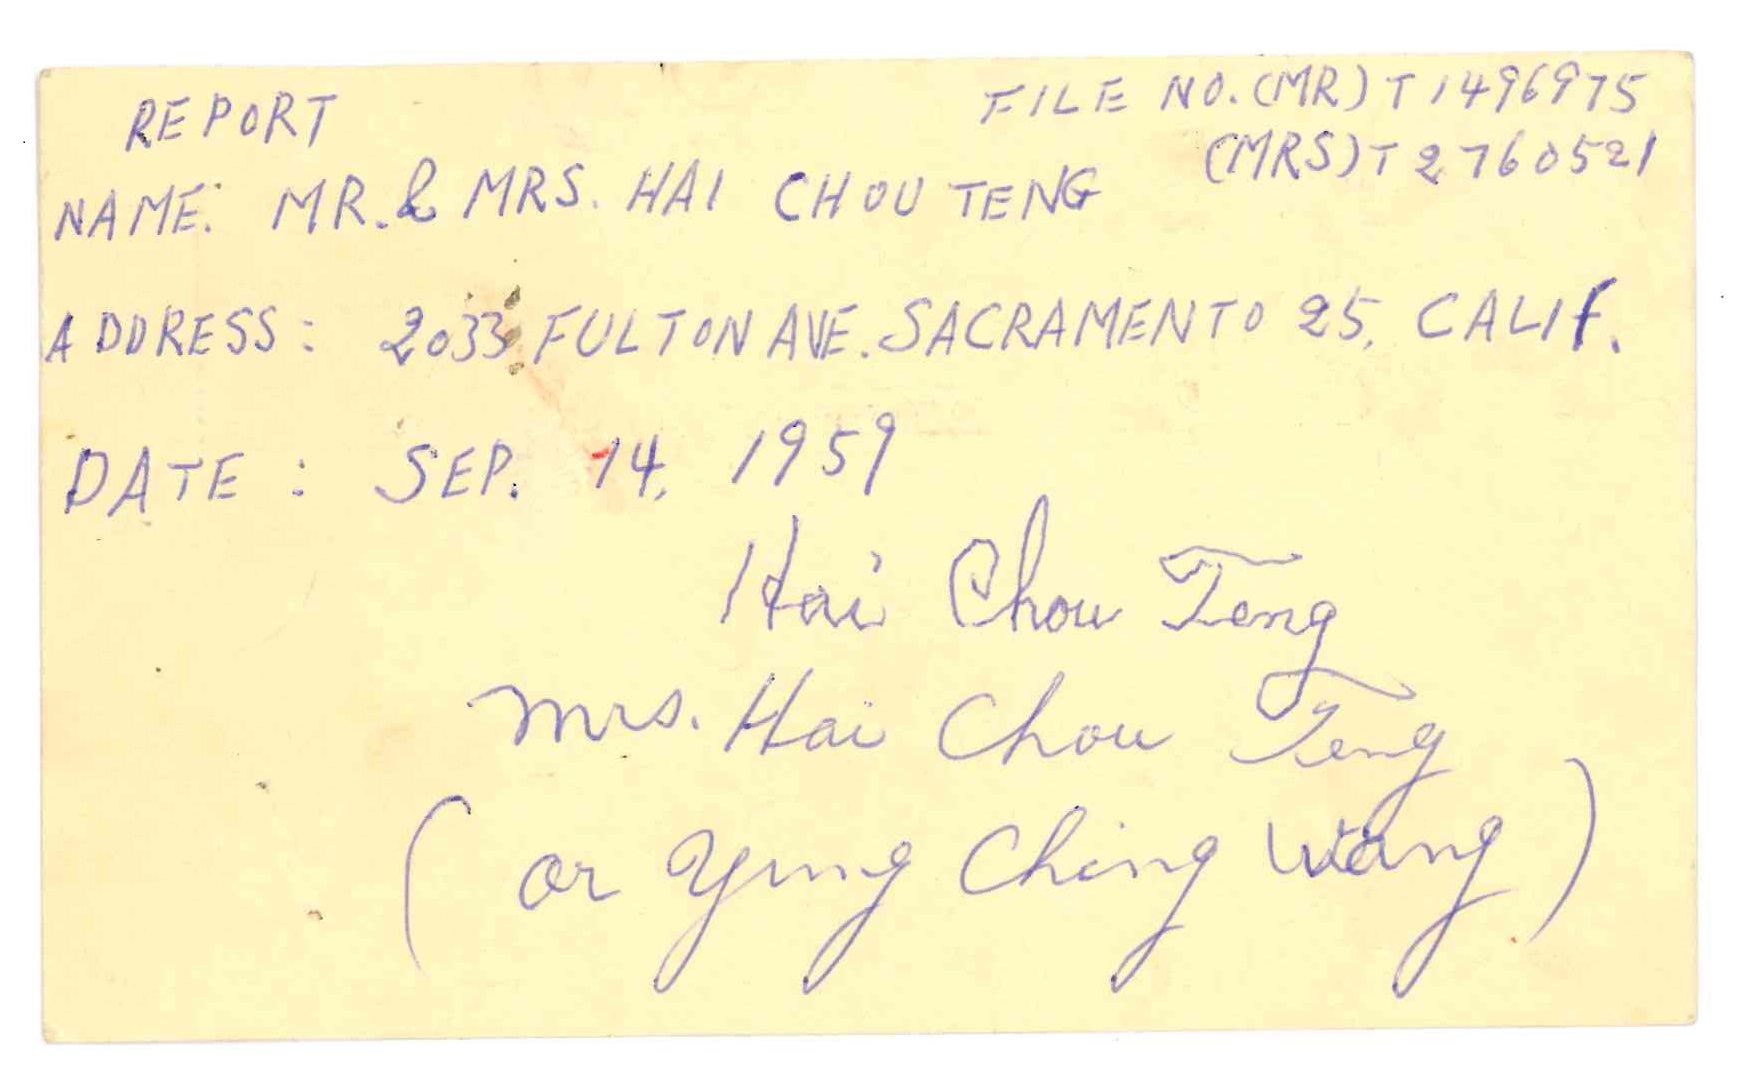 REPORT
FILE NO. (MR) T 1496975
(MRS) T 2760521
NAME: MR. & MRS. HAI CHOU TENG
ADDRESS: 2033 FULTON AVE. SACRAMENTO 25, CALIf.
DATE: SEP. 14, 1959
Hai Chou Teng
Mrs. Hai Chou Teng
(or Yung Ching Wang)